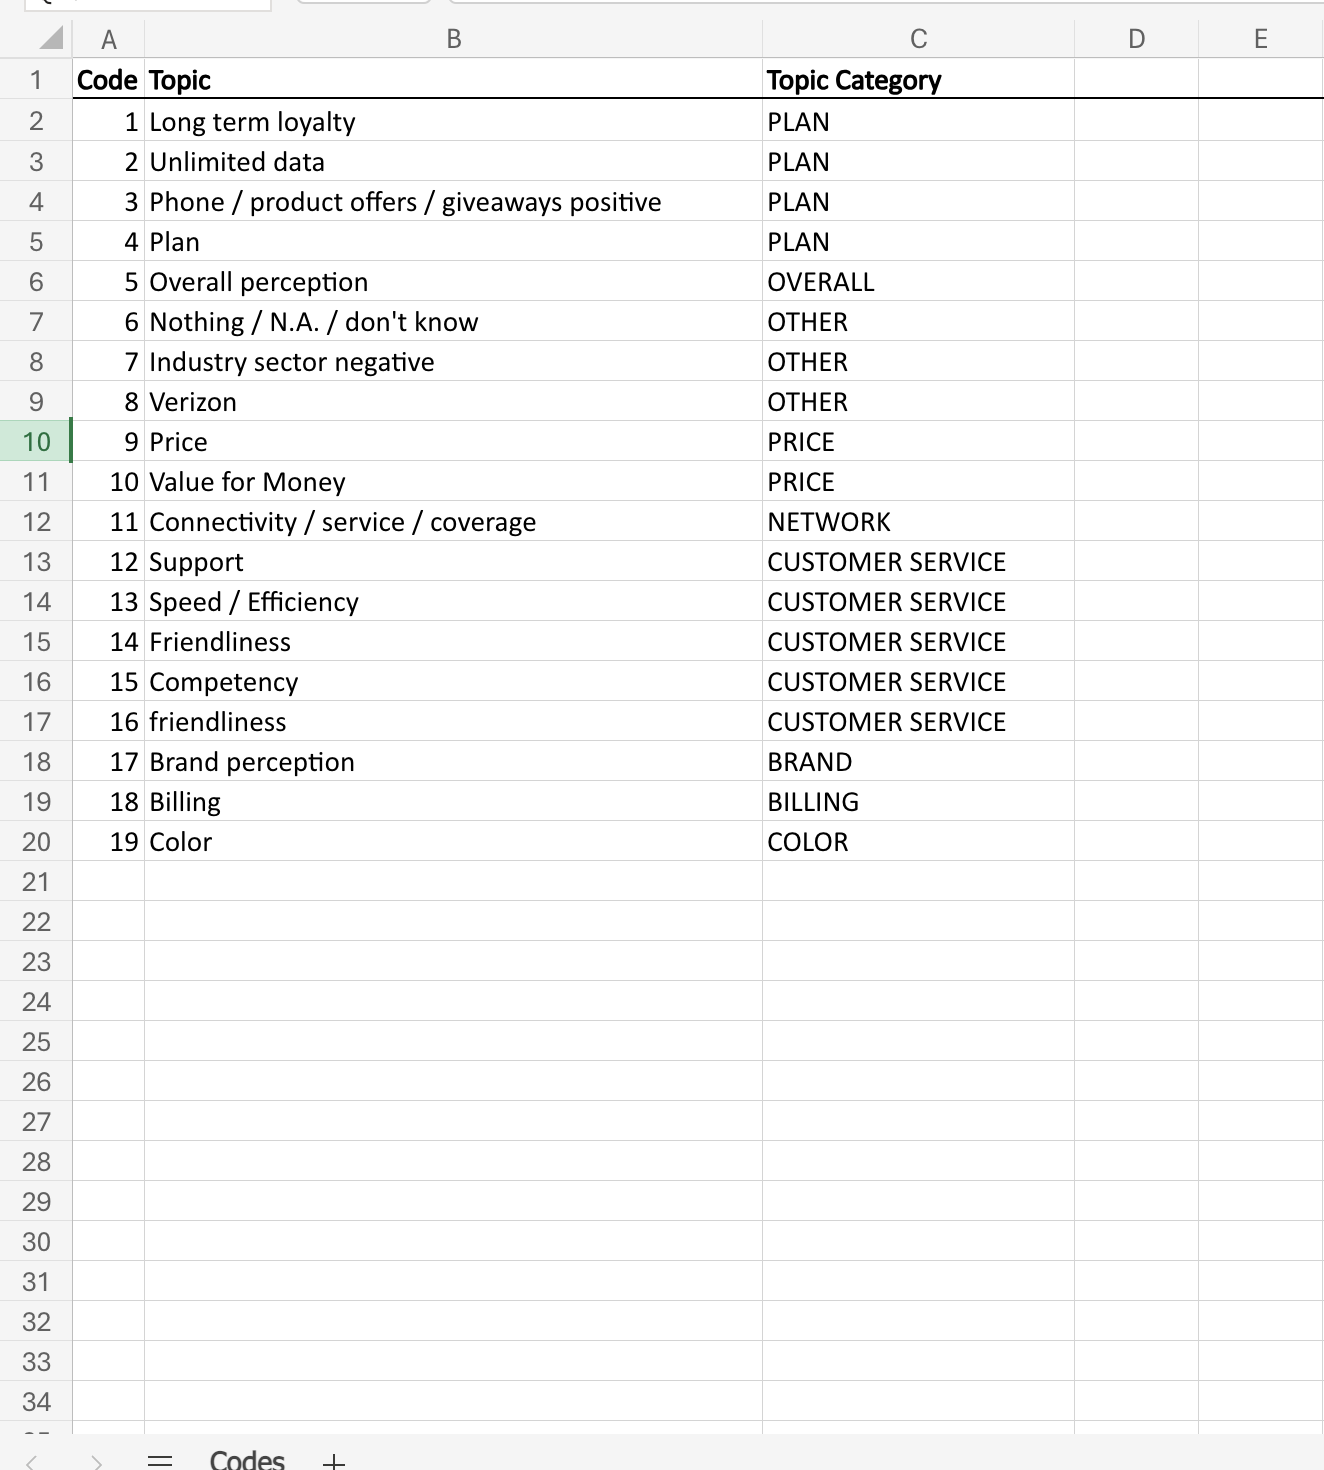 A B C D E
1 Code Topic Topic Category
2 1 Long term loyalty PLAN
3 2 Unlimited data PLAN
4 3 Phone / product offers / giveaways positive PLAN
5 4 Plan PLAN
6 5 Overall perception OVERALL
7 6 Nothing / N.A. / don't know OTHER
8 7 Industry sector negative OTHER
9 8 Verizon OTHER
10 9 Price PRICE
11 10 Value for Money PRICE
12 11 Connectivity / service / coverage NETWORK
13 12 Support CUSTOMER SERVICE
14 13 Speed / Efficiency CUSTOMER SERVICE
15 14 Friendliness CUSTOMER SERVICE
16 15 Competency CUSTOMER SERVICE
17 16 friendliness CUSTOMER SERVICE
18 17 Brand perception BRAND
19 18 Billing BILLING
20 19 Color COLOR
21
22
23
24
25
26
27
28
29
30
31
32
33
34
Codes